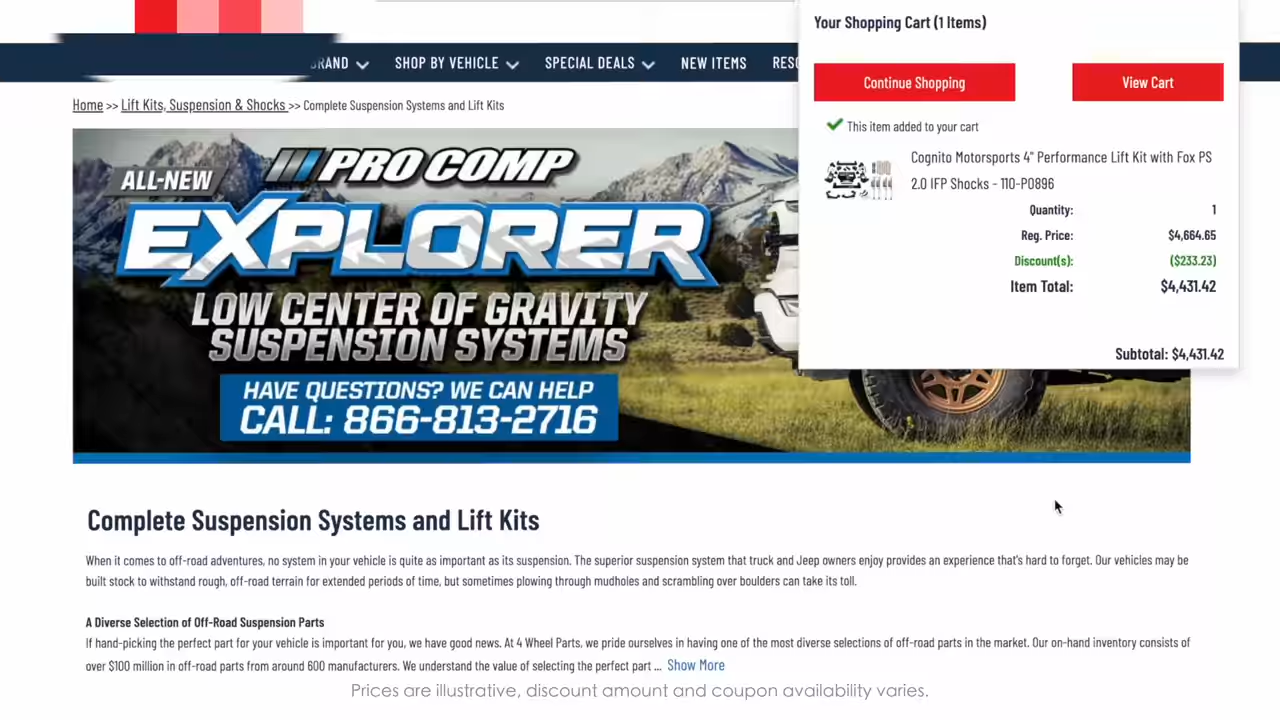 SHOP BY VEHICLE
SPECIAL DEALS
NEW ITEMS
Your Shopping Cart (1 Items)
Continue Shopping
View Cart
This item added to your cart
Cognito Motorsports 4" Performance Lift Kit with Fox PS
2.0 IFP Shocks - 110-P0896
Quantity: 1
Reg. Price: $4,664.65
Discount(s): ($233.23)
Item Total: $4,431.42
Subtotal: $4,431.42
Home >> Lift Kits, Suspension & Shocks >> Complete Suspension Systems and Lift Kits
ALL-NEW
PRO COMP
EXPLORER
LOW CENTER OF GRAVITY
SUSPENSION SYSTEMS
HAVE QUESTIONS? WE CAN HELP
CALL: 866-813-2716
Complete Suspension Systems and Lift Kits
When it comes to off-road adventures, no system in your vehicle is quite as important as its suspension. The superior suspension system that truck and Jeep owners enjoy provides an experience that's hard to forget. Our vehicles may be
built stock to withstand rough, off-road terrain for extended periods of time, but sometimes plowing through mudholes and scrambling over boulders can take its toll.
A Diverse Selection of Off-Road Suspension Parts
If hand-picking the perfect part for your vehicle is important for you, we have good news. At 4 Wheel Parts, we pride ourselves in having one of the most diverse selections of off-road parts in the market. Our on-hand inventory consists of
over $100 million in off-road parts from around 600 manufacturers. We understand the value of selecting the perfect part ... Show More
Prices are illustrative, discount amount and coupon availability varies.